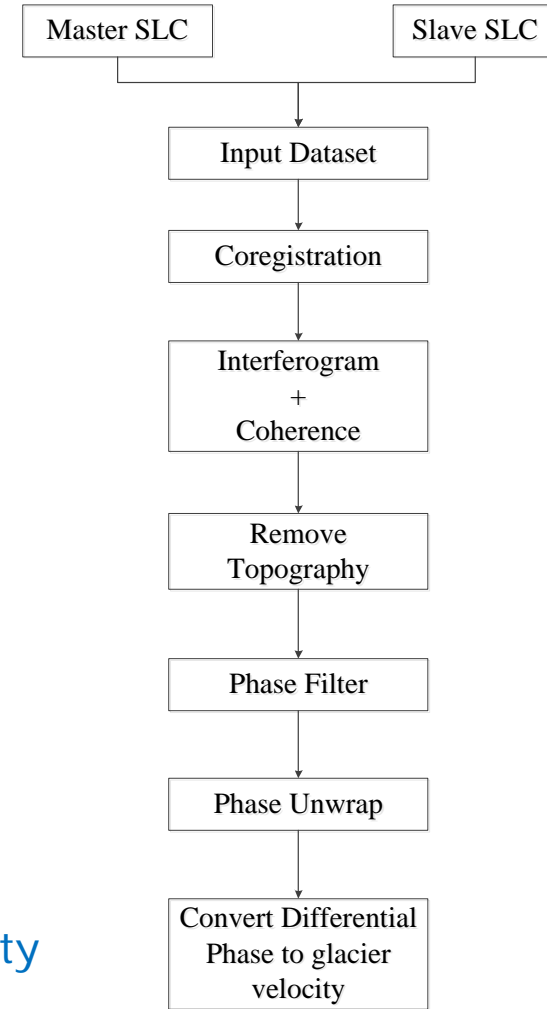 Master SLC
Slave SLC
Input Dataset
Coregistration
Interferogram
+
Coherence
Remove
Topography
Phase Filter
Phase Unwrap
Convert Differential
Phase to glacier
velocity
ty